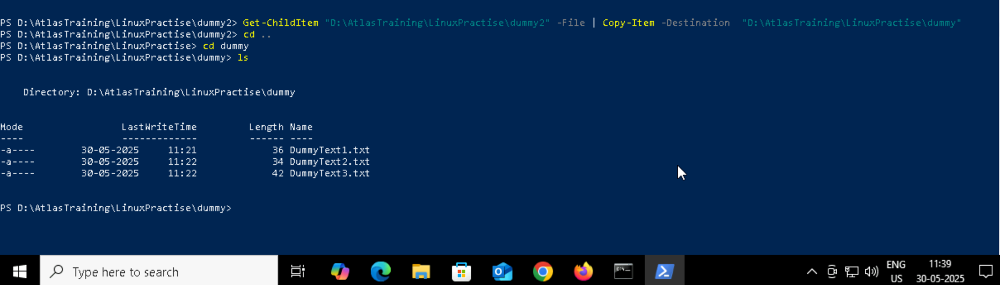 PS D:\AtlasTraining\LinuxPractise\dummy2> Get-ChildItem "D:\AtlasTraining\LinuxPractise\dummy2" -File | Copy-Item -Destination  "D:\AtlasTraining\LinuxPractise\dummy"
PS D:\AtlasTraining\LinuxPractise\dummy2> cd ..
PS D:\AtlasTraining\LinuxPractise> cd dummy
PS D:\AtlasTraining\LinuxPractise\dummy> ls
    Directory: D:\AtlasTraining\LinuxPractise\dummy
Mode                 LastWriteTime         Length Name
----                 -------------         ------ ----
-a----        30-05-2025     11:21             36 DummyText1.txt
-a----        30-05-2025     11:22             34 DummyText2.txt
-a----        30-05-2025     11:22             42 DummyText3.txt
PS D:\AtlasTraining\LinuxPractise\dummy>
Type here to search
ENG
US
11:39
30-05-2025